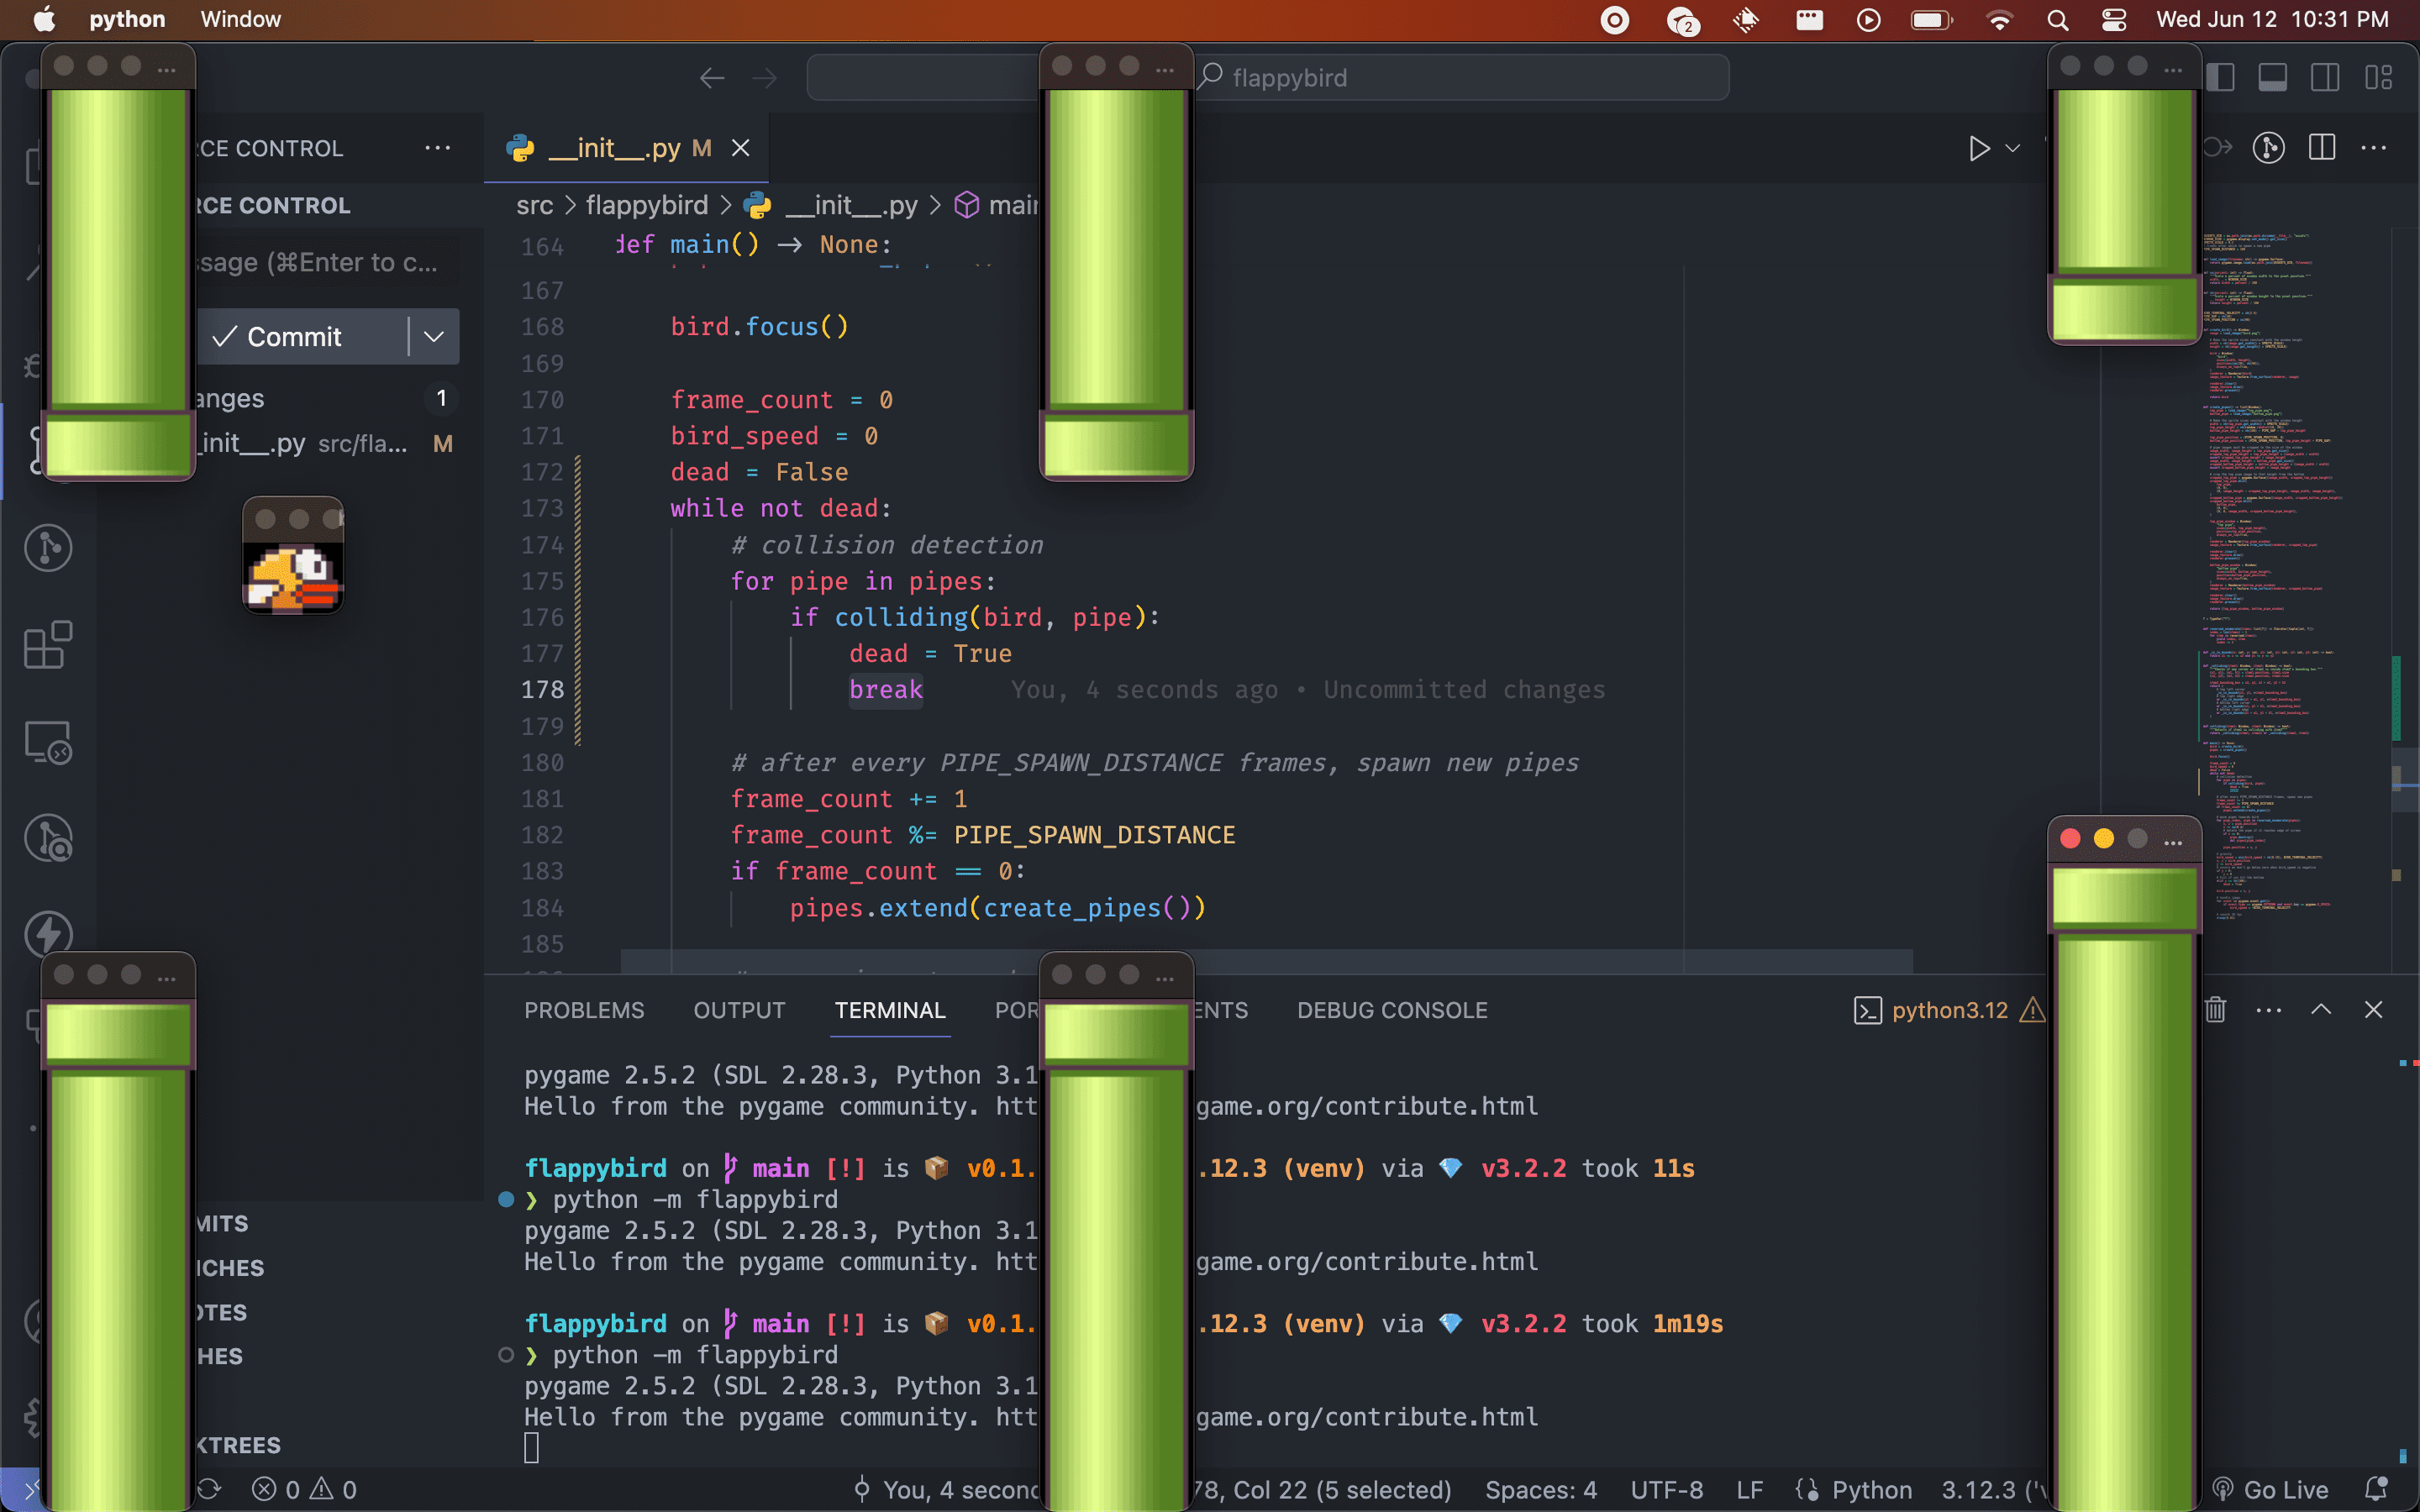 python Window 2 Wed Jun 12 10:31 PM
flappybird
RCE CONTROL ···
__init__.py M
RCE CONTROL
src > flappybird > __init__.py > main
ssage (⌘Enter to c...
Commit
anges 1
_init__.py src/fla... M
164 def main() → None:
167
168 bird.focus()
169
170 frame_count = 0
171 bird_speed = 0
172 dead = False
173 while not dead:
174 # collision detection
175 for pipe in pipes:
176 if colliding(bird, pipe):
177 dead = True
178 break You, 4 seconds ago • Uncommitted changes
179
180 # after every PIPE_SPAWN_DISTANCE frames, spawn new pipes
181 frame_count += 1
182 frame_count %= PIPE_SPAWN_DISTANCE
183 if frame_count == 0:
184 pipes.extend(create_pipes())
185
PROBLEMS OUTPUT TERMINAL POR ENTS DEBUG CONSOLE python3.12
pygame 2.5.2 (SDL 2.28.3, Python 3.1
Hello from the pygame community. htt game.org/contribute.html
flappybird on main [!] is v0.1. .12.3 (venv) via v3.2.2 took 11s
❯ python -m flappybird
pygame 2.5.2 (SDL 2.28.3, Python 3.1
Hello from the pygame community. htt game.org/contribute.html
flappybird on main [!] is v0.1. .12.3 (venv) via v3.2.2 took 1m19s
❯ python -m flappybird
pygame 2.5.2 (SDL 2.28.3, Python 3.1
Hello from the pygame community. htt game.org/contribute.html
MITS
NCHES
OTES
HES
KTREES
0 0 You, 4 secon 78, Col 22 (5 selected) Spaces: 4 UTF-8 LF Python 3.12.3 ('v Go Live